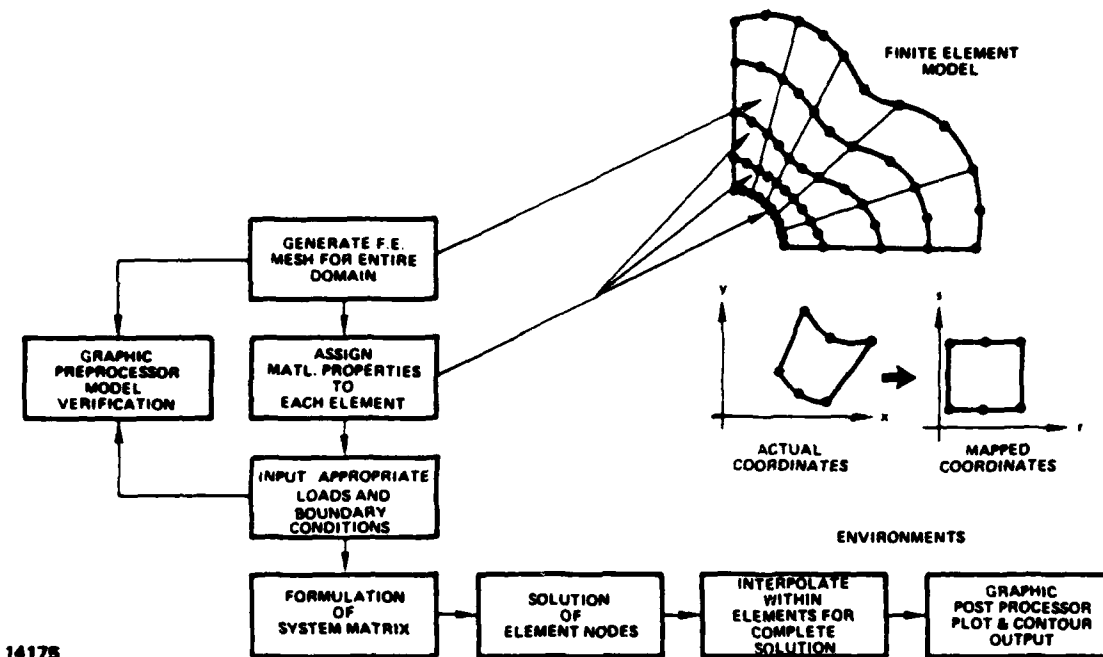 FINITE ELEMENT
MODEL
GENERATE F.E.
MESH FOR ENTIRE
DOMAIN
GRAPHIC
PREPROCESSOR
MODEL
VERIFICATION
ASSIGN
MATL. PROPERTIES
TO
EACH ELEMENT
y
x
ACTUAL
COORDINATES
s
r
MAPPED
COORDINATES
INPUT APPROPRIATE
LOADS AND
BOUNDARY
CONDITIONS
ENVIRONMENTS
FORMULATION
OF
SYSTEM MATRIX
SOLUTION
OF
ELEMENT NODES
INTERPOLATE
WITHIN
ELEMENTS FOR
COMPLETE
SOLUTION
GRAPHIC
POST PROCESSOR
PLOT & CONTOUR
OUTPUT